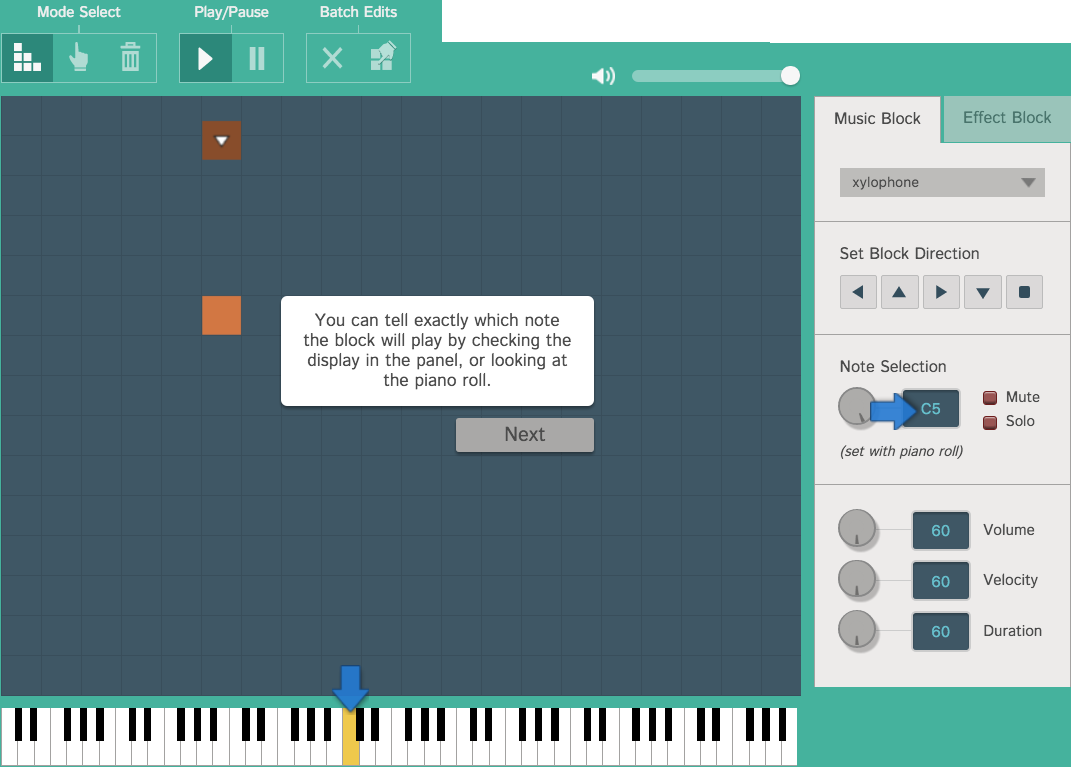 Mode Select
Play/Pause
Batch Edits
Music Block
Effect Block
xylophone
Set Block Direction
You can tell exactly which note
the block will play by checking the
display in the panel, or looking at
the piano roll.
Next
Note Selection
C5
Mute
Solo
(set with piano roll)
60
Volume
60
Velocity
60
Duration